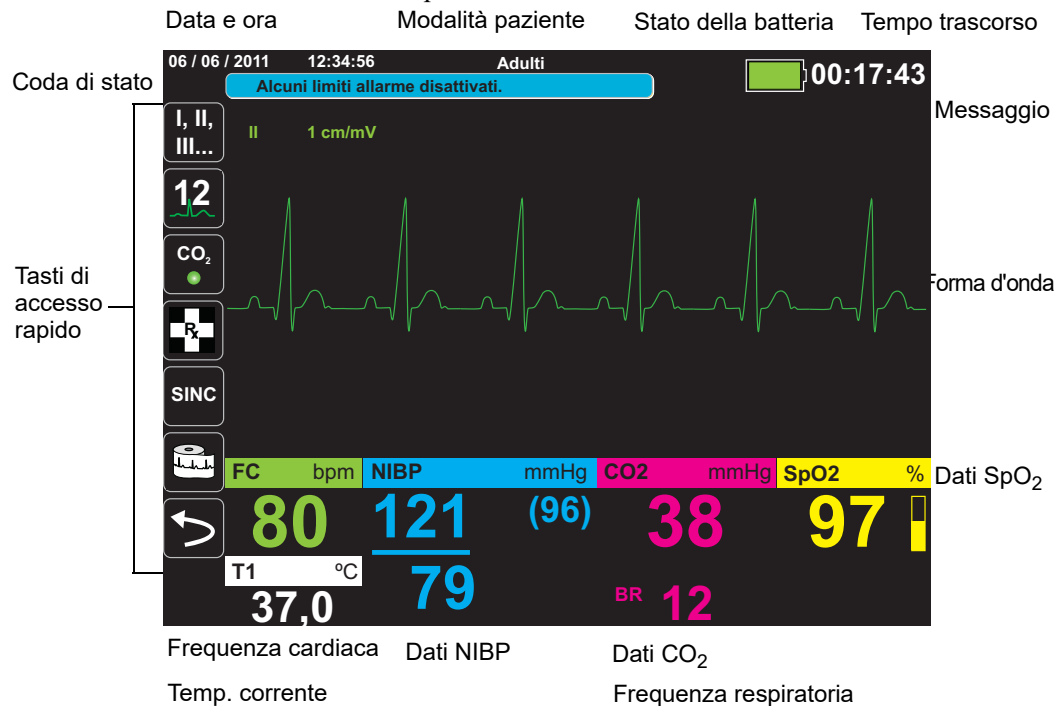 Data e ora Modalità paziente Stato della batteria Tempo trascorso
06 / 06 / 2011 12:34:56 Adulti 00:17:43
Coda di stato
Alcuni limiti allarme disattivati.
Messaggio
I, II,
III...
II 1 cm/mV
12
CO2
Tasti di
accesso
rapido
Forma d'onda
Rx
SINC
FC bpm NIBP mmHg CO2 mmHg SpO2 %
Dati SpO2
80 121 (96) 38 97
79
T1 ºC
37,0
BR 12
Frequenza cardiaca Dati NIBP Dati CO2
Temp. corrente Frequenza respiratoria